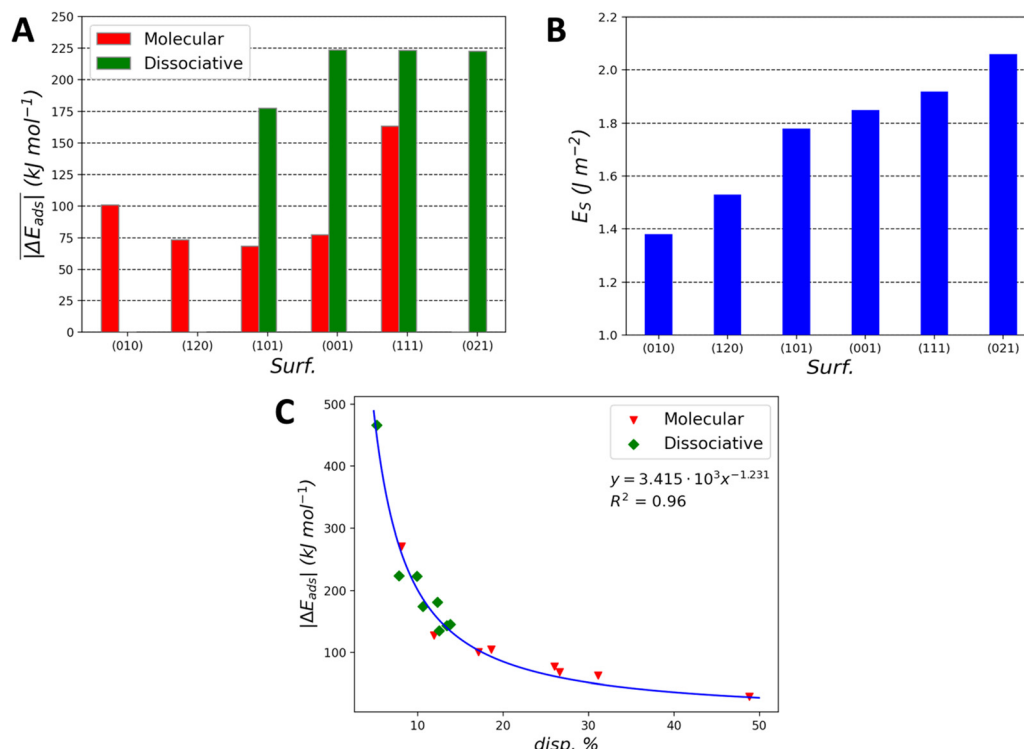 A
250
225
200
175
150
125
100
75
50
25
0
|ΔE_ads| (kJ mol⁻¹)
Molecular
Dissociative
(010) (120) (101) (001) (111) (021)
Surf.
B
2.2
2.0
1.8
1.6
1.4
1.2
1.0
E_S (J m⁻²)
(010) (120) (101) (001) (111) (021)
Surf.
C
500
400
300
200
100
|ΔE_ads| (kJ mol⁻¹)
Molecular
Dissociative
y = 3.415 · 10³x⁻¹·²³¹
R² = 0.96
10 20 30 40 50
disp. %